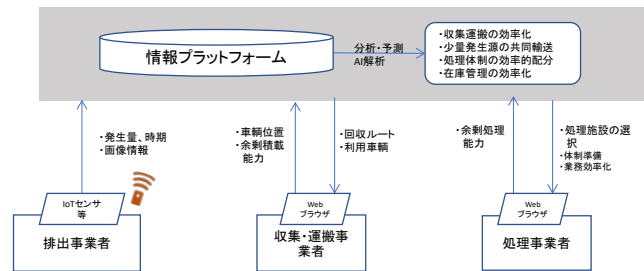 情報プラットフォーム
分析・予測
AI解析
・収集運搬の効率化
・少量発生源の共同輸送
・処理体制の効率的配分
・在庫管理の効率化
・発生量、時期
・画像情報
・車輌位置
・余剰積載
能力
・回収ルート
・利用車輌
・余剰処理
能力
・処理施設の選
択
・体制準備
・業務効率化
IoTセンサ
等
排出事業者
Web
ブラウザ
収集・運搬事
業者
Web
ブラウザ
処理事業者